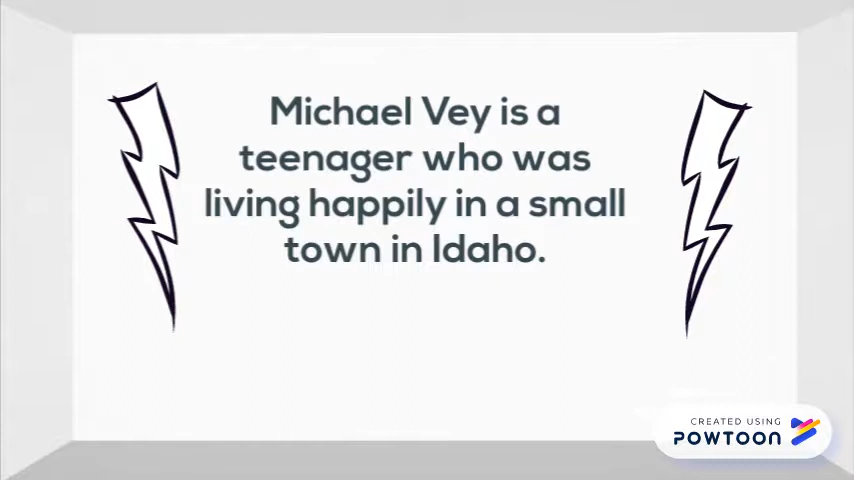 Michael Vey is a
teenager who was
living happily in a small
town in Idaho.
CREATED USING
POWTOON